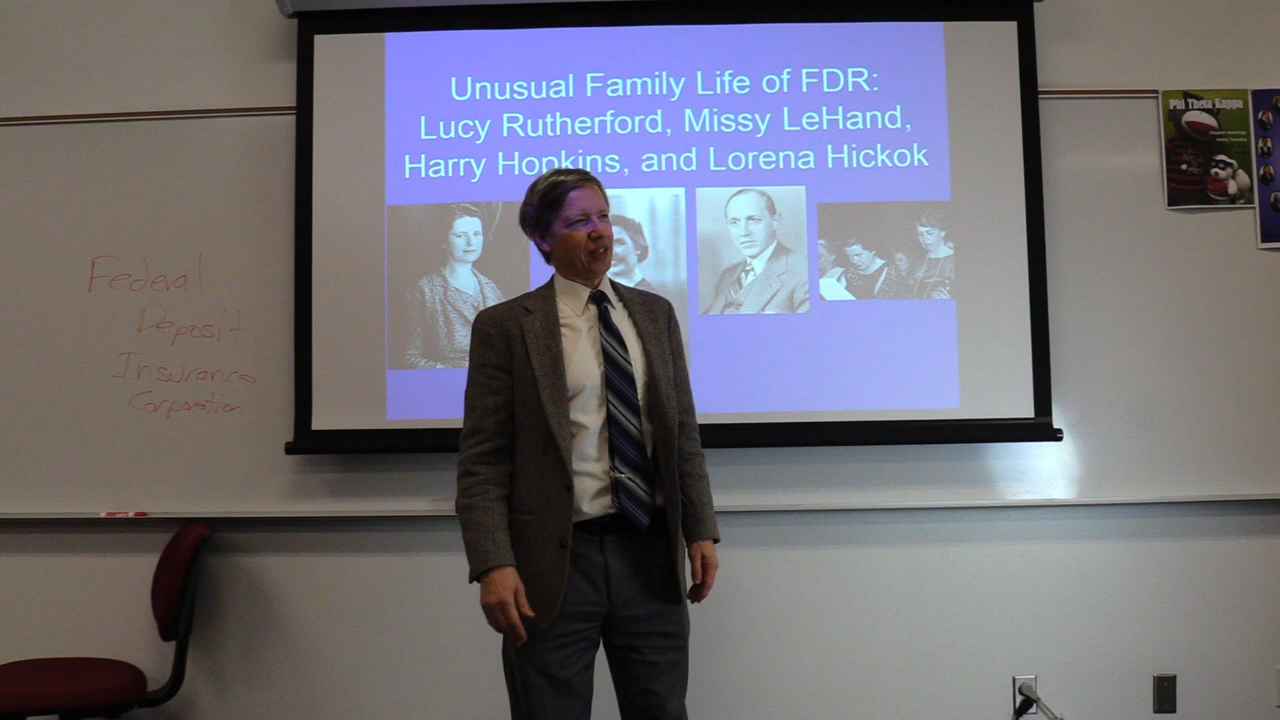 Unusual Family Life of FDR:
Lucy Rutherford, Missy LeHand,
Harry Hopkins, and Lorena Hickok
Federal
Deposit
Insurance
Corporation
Phi Theta Kappa